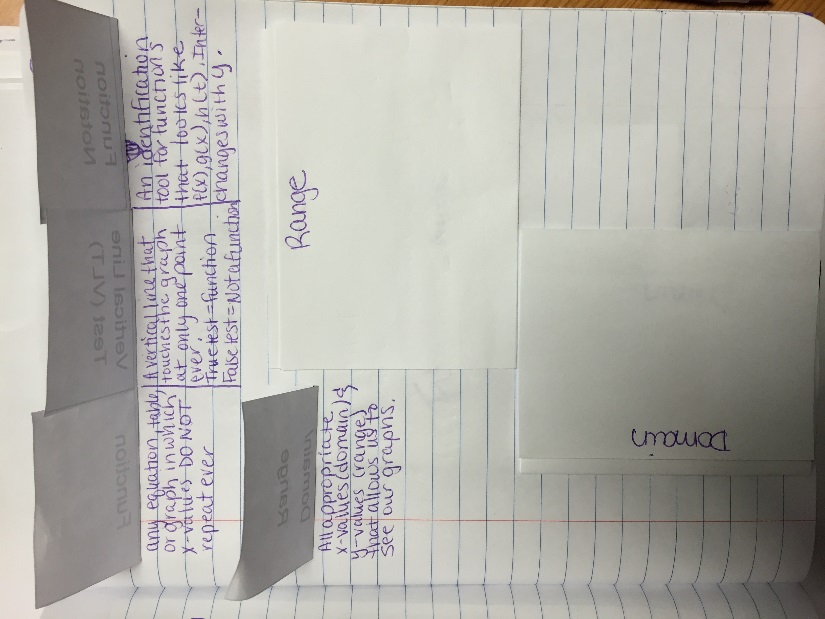 Function
any equation, table,
or graph in which
x-values DO NOT
repeat ever
Vertical Line
Test (VLT)
A vertical line that
touches the graph
at only one point
ever.
True test = function
False test = Not a function
Function
Notation
An identification
tool for functions
that looks like
f(x), g(x), h(t), Inter-
changes with y.
Domain
Range
All appropriate
x-values (domain) &
y-values (range)
that allows us to
see our graphs.
Range
Domain